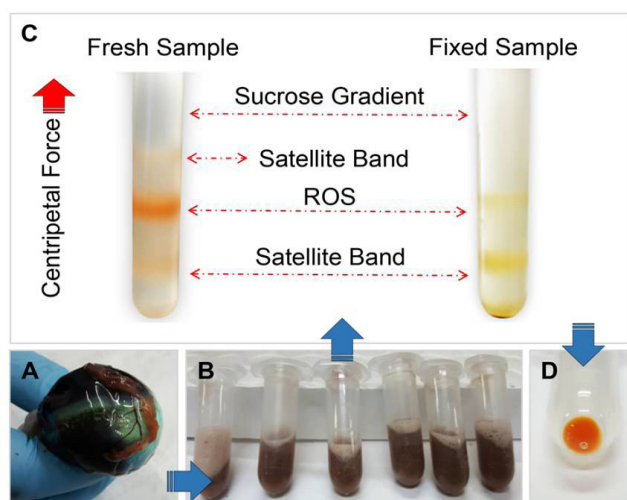 C
Fresh Sample
Fixed Sample
Centripetal Force
Sucrose Gradient
Satellite Band
ROS
Satellite Band
A
B
D